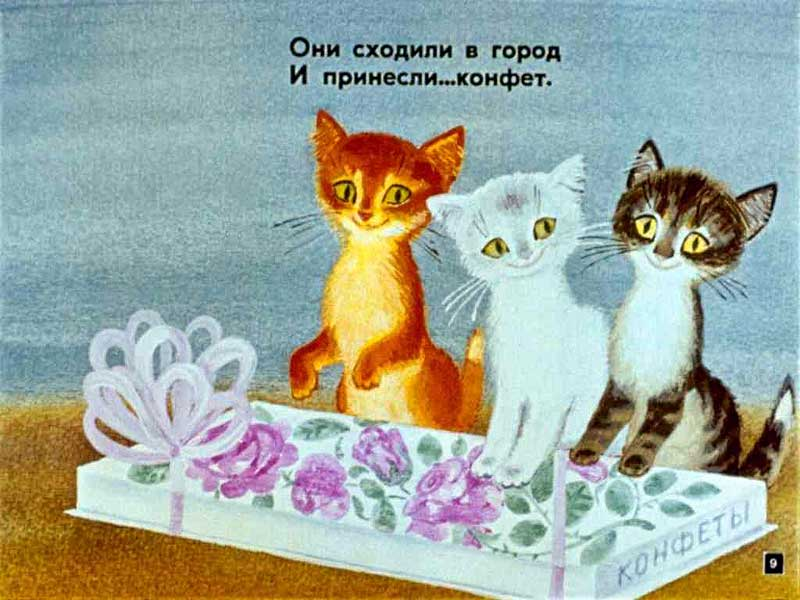 Они сходили в город
И принесли...конфет.
КОНФЕТЫ
9